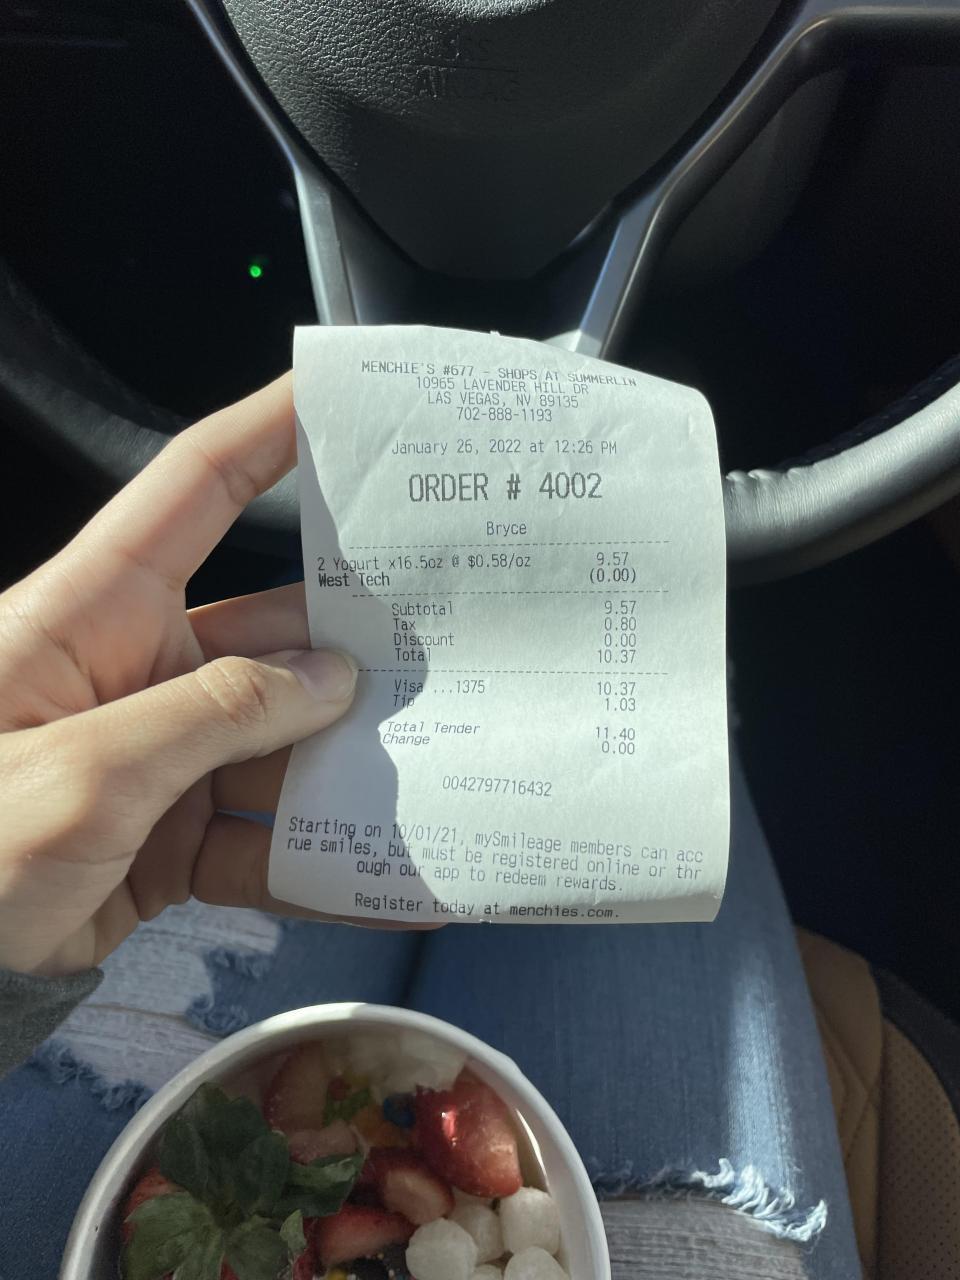 SRS
AIRBAG
MENCHIE'S #677 - SHOPS AT SUMMERLIN
10965 LAVENDER HILL DR
LAS VEGAS, NV 89135
702-888-1193
January 26, 2022 at 12:26 PM
ORDER # 4002
Bryce
2 Yogurt x16.5oz @ $0.58/oz 9.57
West Tech (0.00)
Subtotal 9.57
Tax 0.80
Discount 0.00
Total 10.37
Visa ...1375 10.37
Tip 1.03
Total Tender 11.40
Change 0.00
0042797716432
Starting on 10/01/21, mySmileage members can acc
rue smiles, but must be registered online or thr
ough our app to redeem rewards.
Register today at menchies.com.